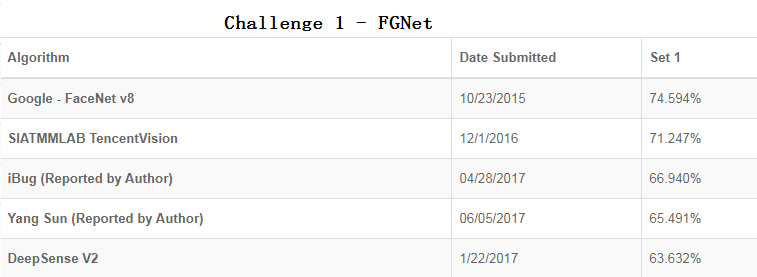 Challenge 1 - FGNet
Algorithm Date Submitted Set 1
Google - FaceNet v8 10/23/2015 74.594%
SIATMMLAB TencentVision 12/1/2016 71.247%
iBug (Reported by Author) 04/28/2017 66.940%
Yang Sun (Reported by Author) 06/05/2017 65.491%
DeepSense V2 1/22/2017 63.632%